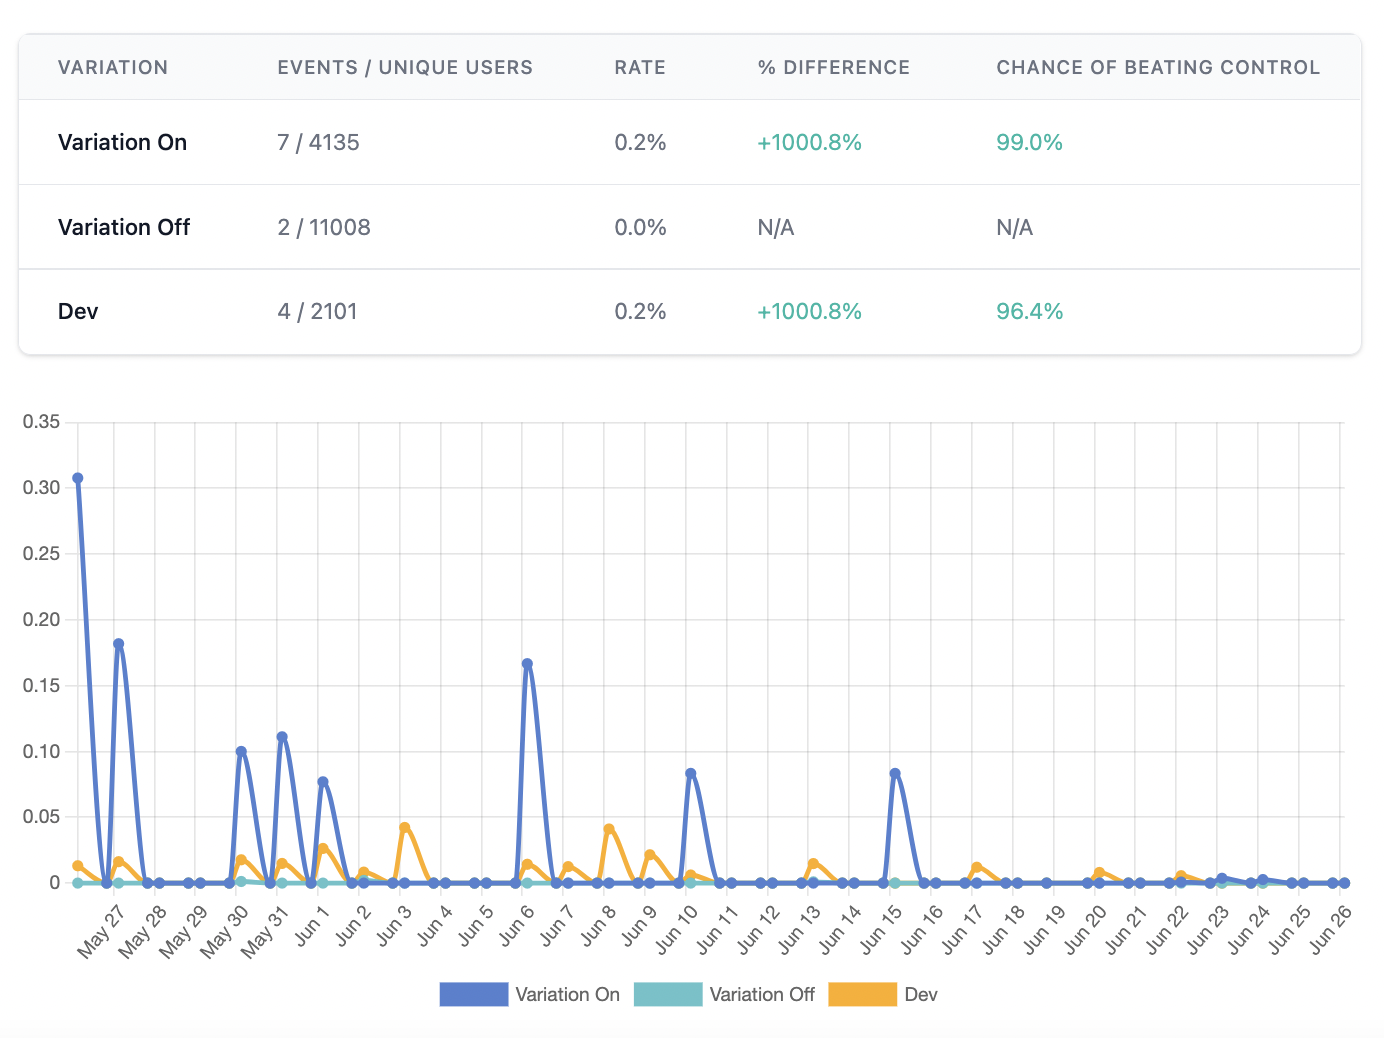 VARIATION EVENTS / UNIQUE USERS RATE % DIFFERENCE CHANCE OF BEATING CONTROL
Variation On 7 / 4135 0.2% +1000.8% 99.0%
Variation Off 2 / 11008 0.0% N/A N/A
Dev 4 / 2101 0.2% +1000.8% 96.4%
0.35
0.30
0.25
0.20
0.15
0.10
0.05
0
May 27 May 28 May 29 May 30 May 31 Jun 1 Jun 2 Jun 3 Jun 4 Jun 5 Jun 6 Jun 7 Jun 8 Jun 9 Jun 10 Jun 11 Jun 12 Jun 13 Jun 14 Jun 15 Jun 16 Jun 17 Jun 18 Jun 19 Jun 20 Jun 21 Jun 22 Jun 23 Jun 24 Jun 25 Jun 26
Variation On Variation Off Dev